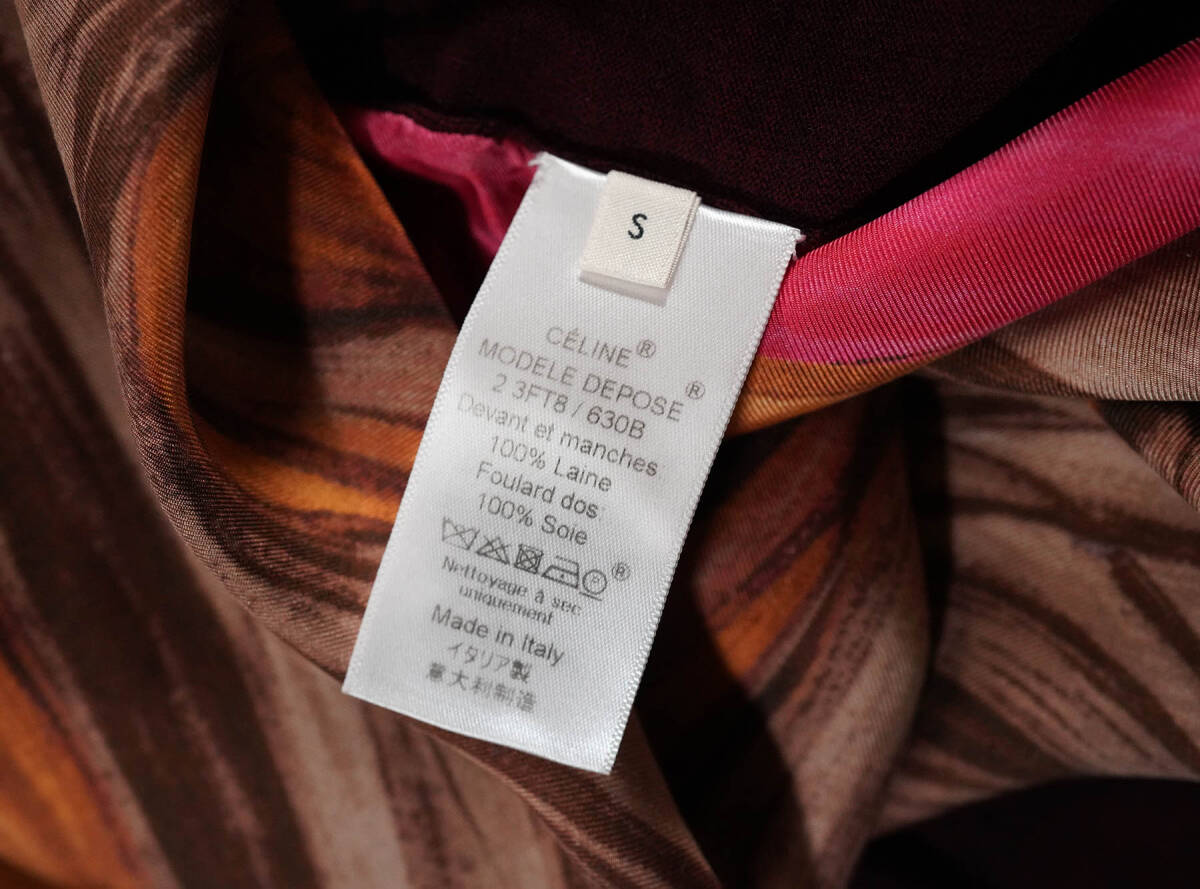 S
CÉLINE®
MODELE DEPOSE®
2 3FT8 / 630B
Devant et manches
100% Laine
Foulard dos:
100% Soie
P
®
Nettoyage à sec
uniquement
Made in Italy
イタリア製
意大利制造